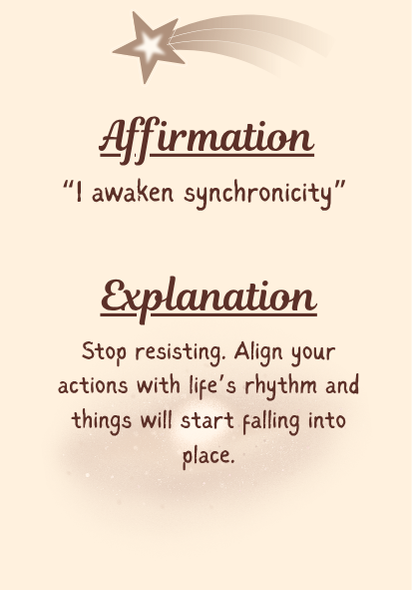 Affirmation
“I awaken synchronicity”
Explanation
Stop resisting. Align your
actions with life’s rhythm and
things will start falling into
place.